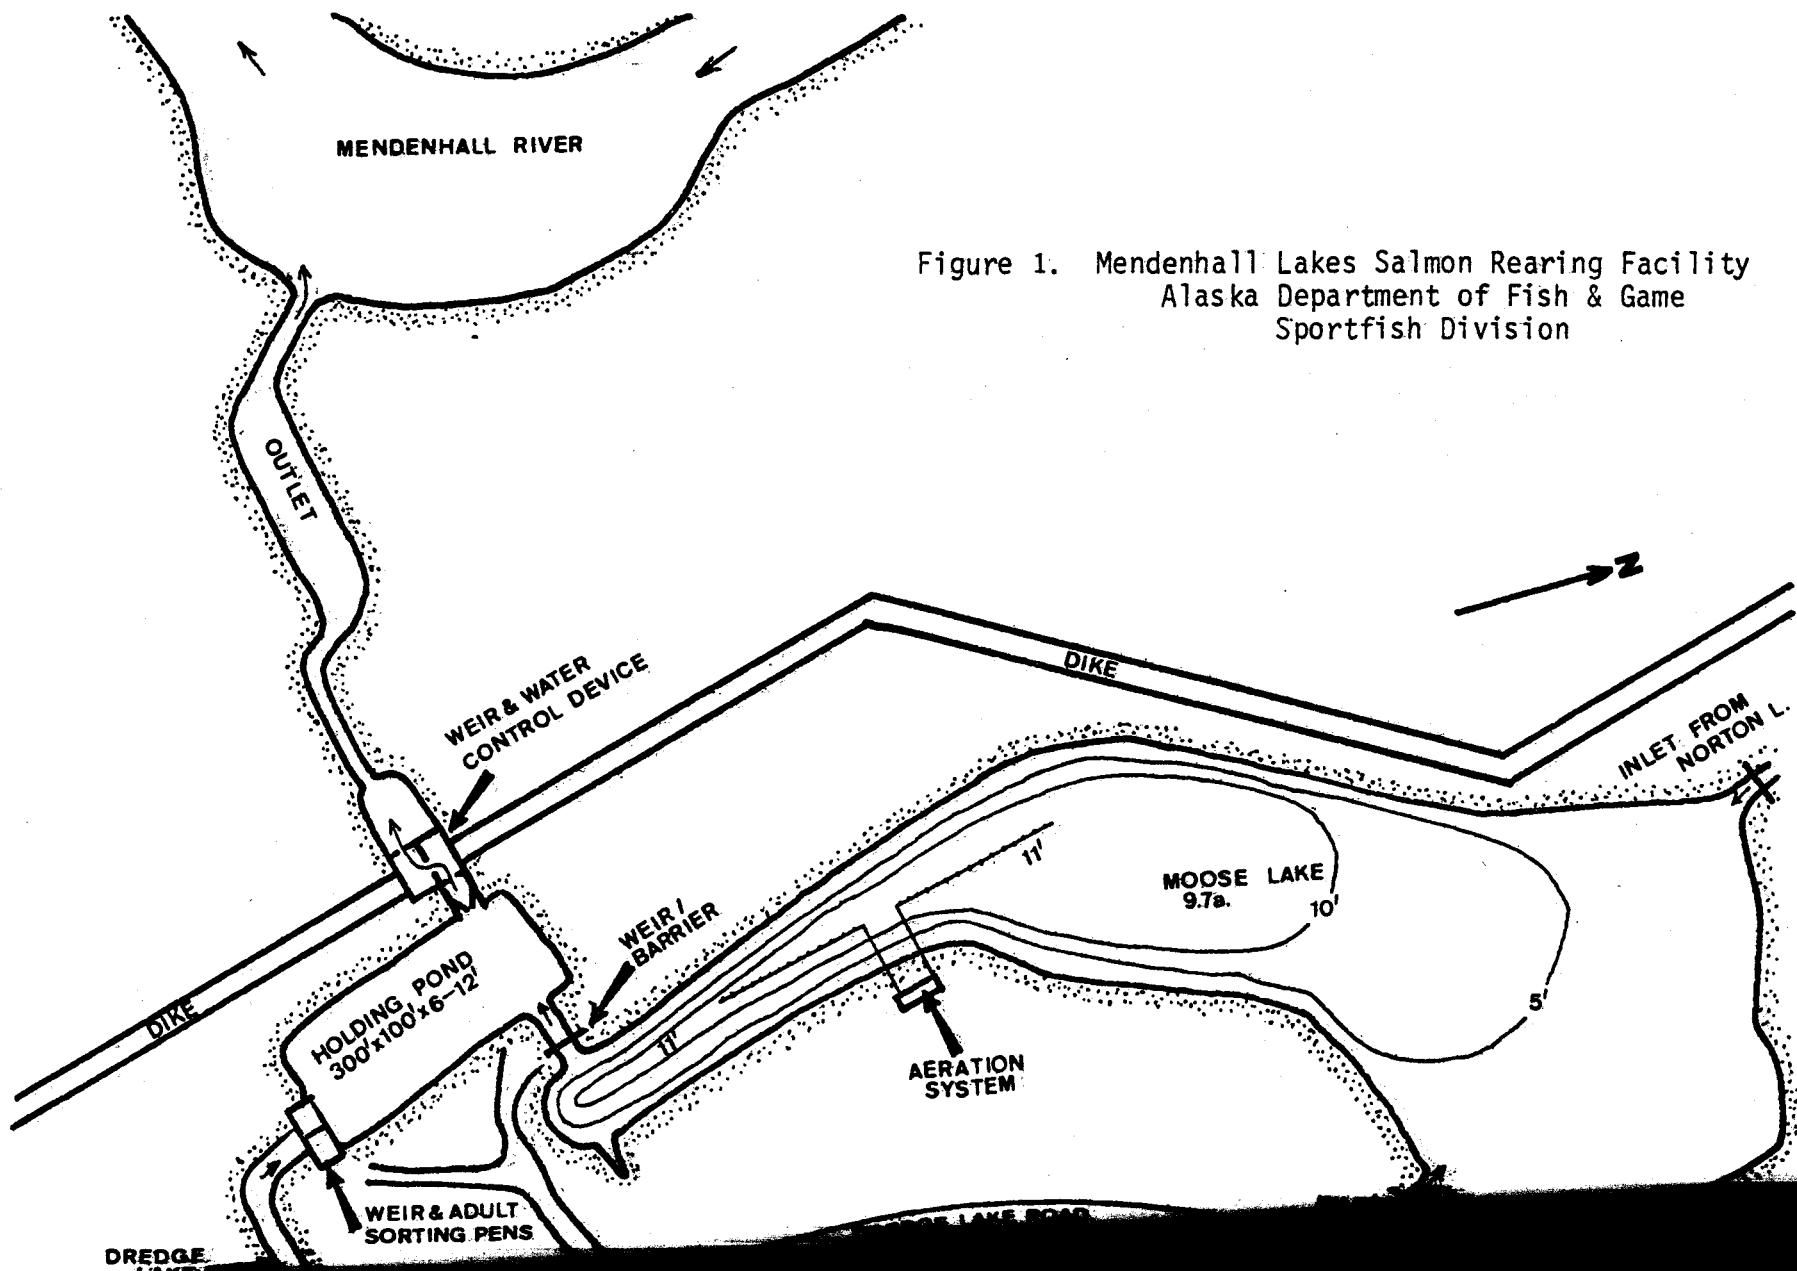 MENDENHALL RIVER
Figure 1. Mendenhall Lakes Salmon Rearing Facility
Alaska Department of Fish & Game
Sportfish Division
OUTLET
N
WEIR & WATER
CONTROL DEVICE
DIKE
INLET FROM
NORTON L.
11'
MOOSE LAKE
9.7a.
10'
WEIR/
BARRIER
HOLDING POND
300'x100'x6-12'
DIKE
11'
5'
AERATION
SYSTEM
WEIR & ADULT
SORTING PENS
LAKE ROAD
DREDGE